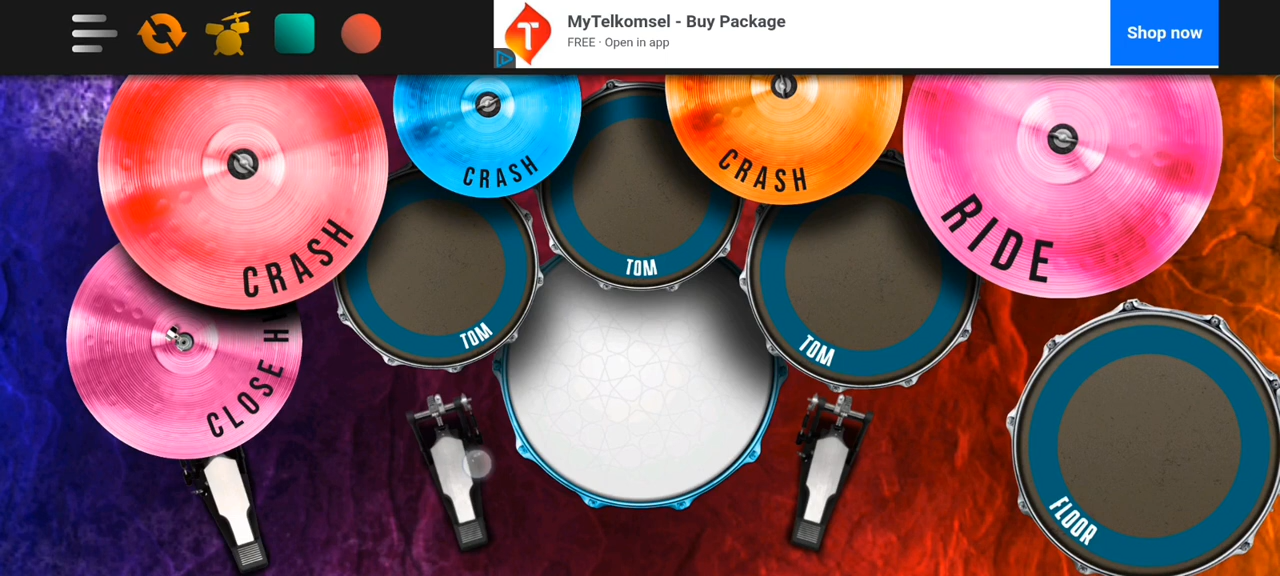 MyTelkomsel - Buy Package
FREE · Open in app
Shop now
CRASH
CRASH
CRASH
RIDE
TOM
TOM
TOM
CLOSE H
FLOOR